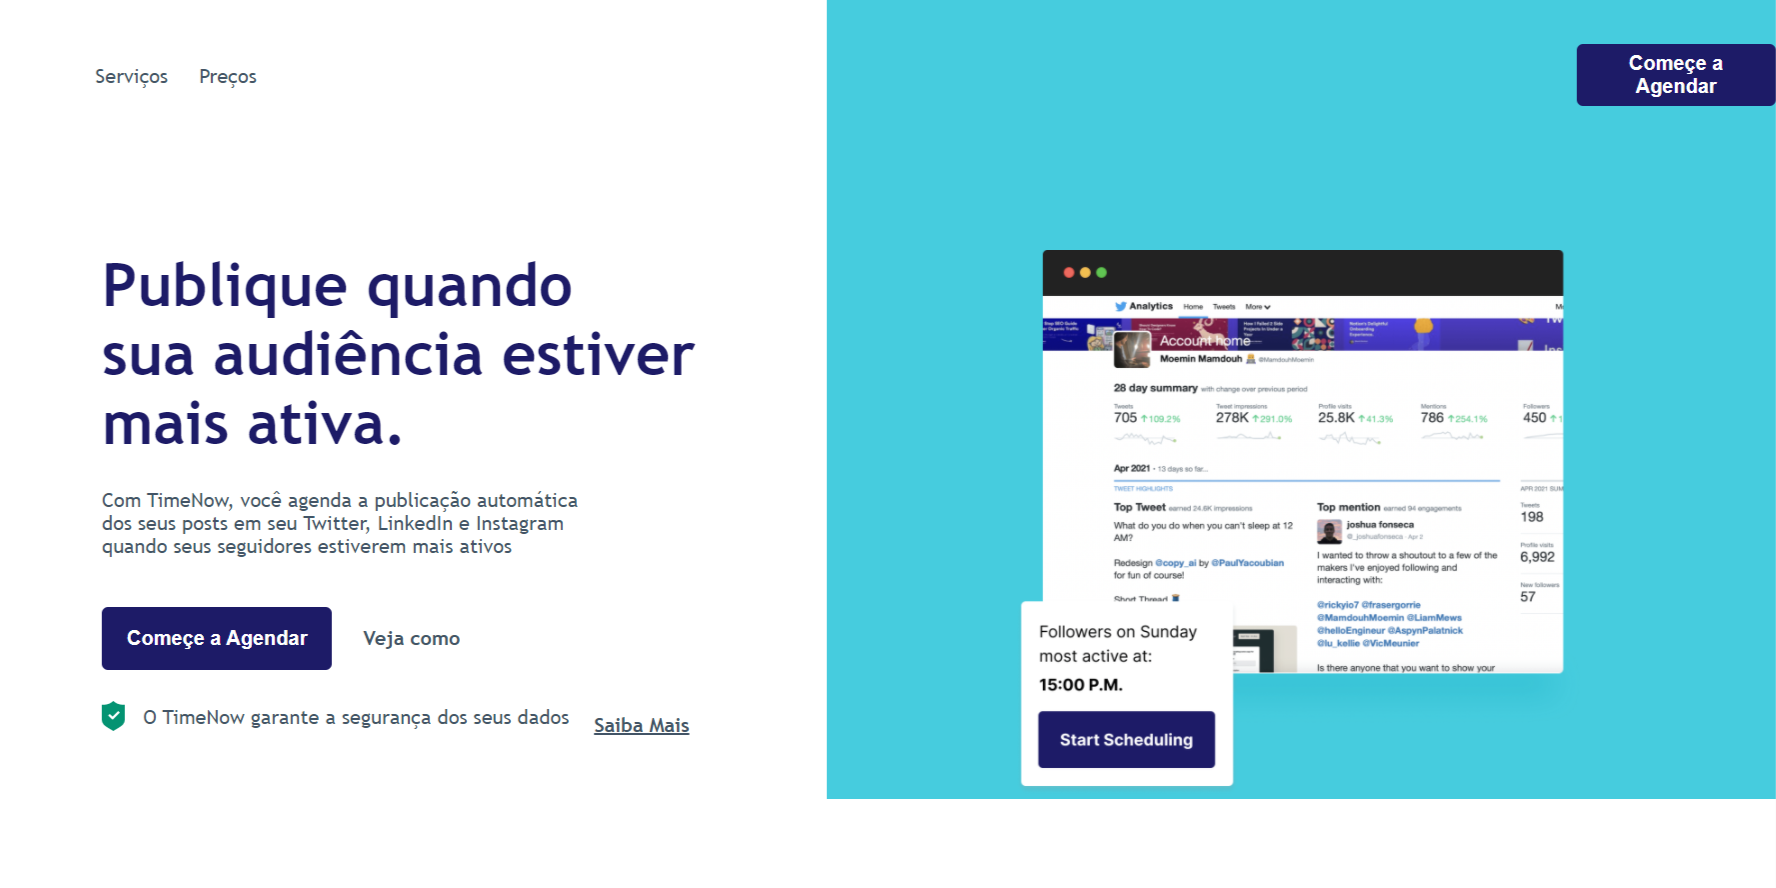 Serviços Preços
Começe a
Agendar
Publique quando
sua audiência estiver
mais ativa.
Com TimeNow, você agenda a publicação automática
dos seus posts em seu Twitter, LinkedIn e Instagram
quando seus seguidores estiverem mais ativos
Começe a Agendar Veja como
O TimeNow garante a segurança dos seus dados Saiba Mais
Analytics Home Tweets More
Account home
Moemin Mamdouh @MamdouhMoemin
28 day summary with change over previous period
Tweets Tweet impressions Profile visits Mentions Followers
705 ↑109.2% 278K ↑291.0% 25.8K ↑41.3% 786 ↑254.1% 450 ↑1
Apr 2021 • 13 days so far...
TWEET HIGHLIGHTS
Top Tweet earned 24.8K impressions
What do you do when you can't sleep at 12
AM?
Redesign @copy_ai by @PaulYacoubian
for fun of course!
Short Thread
Top mention earned 94 engagements
joshua fonseca
@_joshuafonseca · Apr 2
I wanted to throw a shoutout to a few of the
makers I've enjoyed following and
interacting with:
@rickyio7 @frasergorrie
@MamdouhMoemin @LiamMews
@helloEngineur @AspynPalatnick
@lu_kellie @VicMeunier
Is there anyone that you want to show your
APR 2021 SUM
Tweets
198
Profile visits
6,992
New followers
57
Followers on Sunday
most active at:
15:00 P.M.
Start Scheduling